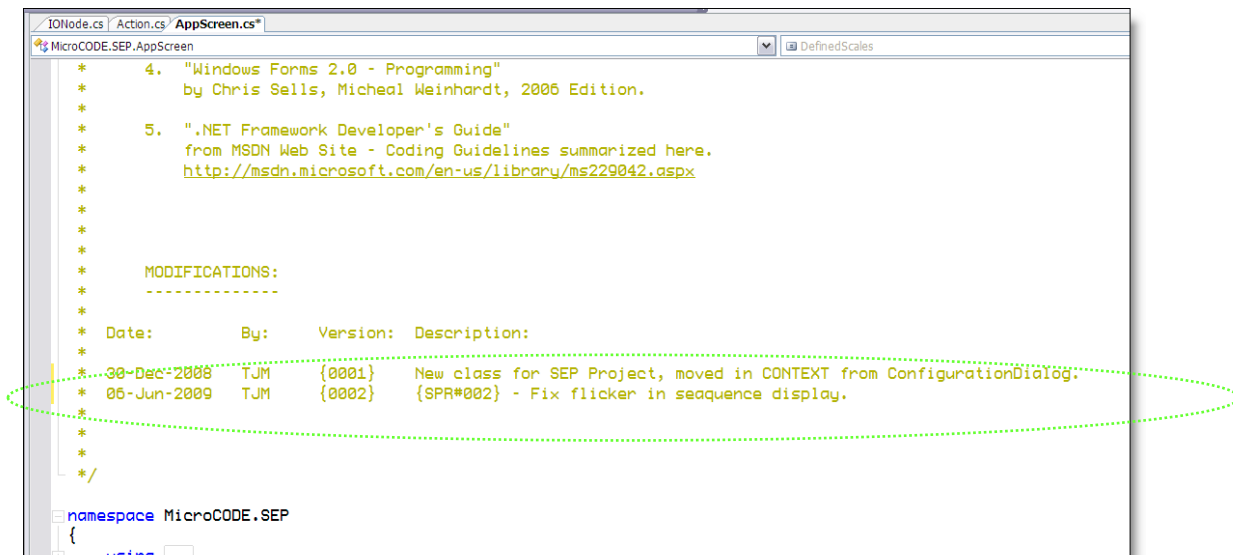 IONode.cs Action.cs AppScreen.cs*
MicroCODE.SEP.AppScreen DefinedScales
* 4. "Windows Forms 2.0 - Programming"
* by Chris Sells, Micheal Weinhardt, 2006 Edition.
*
* 5. ".NET Framework Developer's Guide"
* from MSDN Web Site - Coding Guidelines summarized here.
* http://msdn.microsoft.com/en-us/library/ms229042.aspx
*
*
*
*
* MODIFICATIONS:
* --------------
*
* Date: By: Version: Description:
*
* 30-Dec-2008 TJM {0001} New class for SEP Project, moved in CONTEXT from ConfigurationDialog.
* 06-Jun-2009 TJM {0002} {SPR#002} - Fix flicker in seaquence display.
*
*
*
*/
namespace MicroCODE.SEP
{
using ...